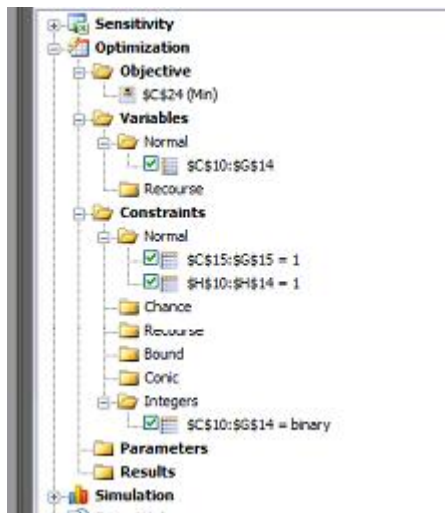 Sensitivity
Optimization
Objective
$C$24 (Min)
Variables
Normal
$C$10:$G$14
Recourse
Constraints
Normal
$C$15:$G$15 = 1
$H$10:$H$14 = 1
Chance
Recourse
Bound
Conic
Integers
$C$10:$G$14 = binary
Parameters
Results
Simulation